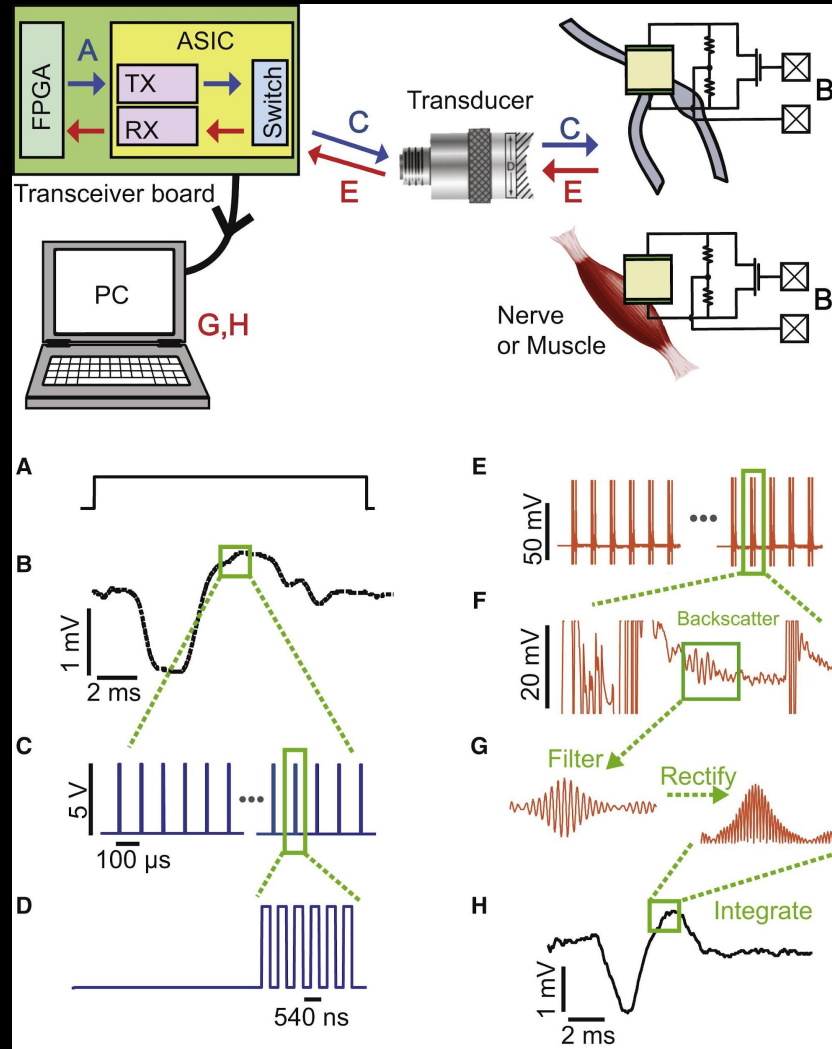 ASIC
FPGA
A
TX
RX
Switch
Transceiver board
C
E
Transducer
D
C
E
B
B
PC
G,H
Nerve
or Muscle
A
B
1 mV
2 ms
C
5 V
100 µs
D
540 ns
E
50 mV
F
Backscatter
20 mV
G
Filter
Rectify
H
Integrate
1 mV
2 ms